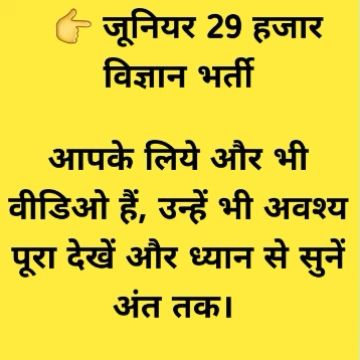 👉 जूनियर 29 हजार
विज्ञान भर्ती
आपके लिये और भी
वीडिओ हैं, उन्हें भी अवश्य
पूरा देखें और ध्यान से सुनें
अंत तक।